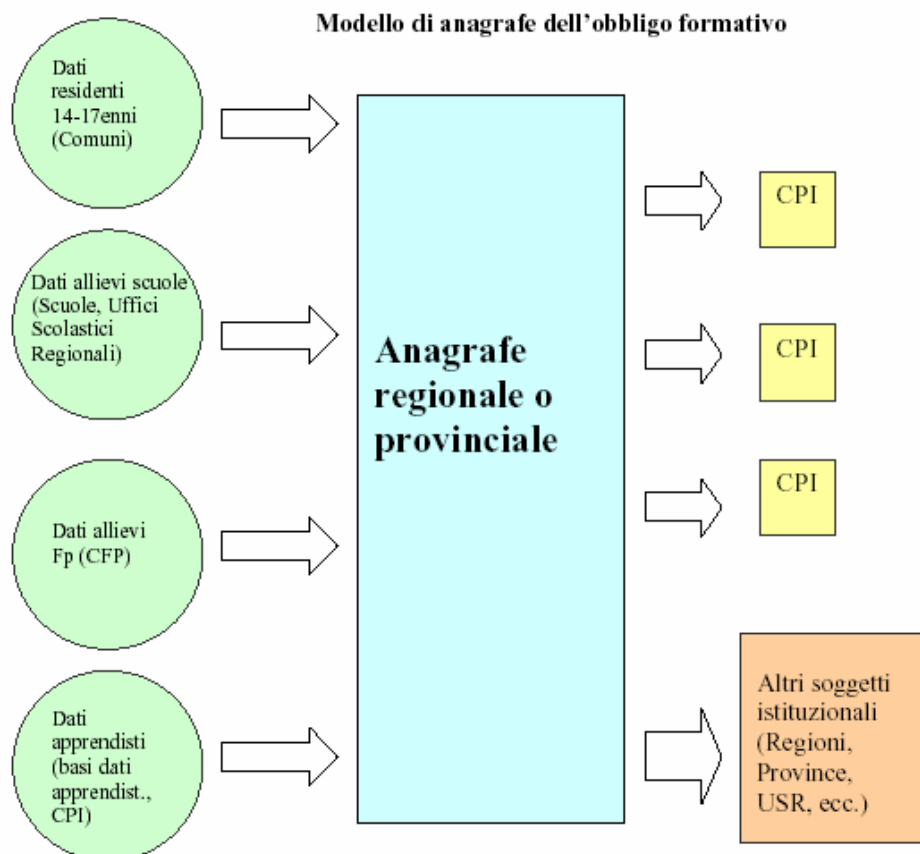 Modello di anagrafe dell'obbligo formativo
Dati
residenti
14-17enni
(Comuni)
Dati allievi scuole
(Scuole, Uffici
Scolastici
Regionali)
Dati allievi
Fp (CFP)
Dati
apprendisti
(basi dati
apprendist.,
CPI)
Anagrafe
regionale o
provinciale
CPI
CPI
CPI
Altri soggetti
istituzionali
(Regioni,
Province,
USR, ecc.)